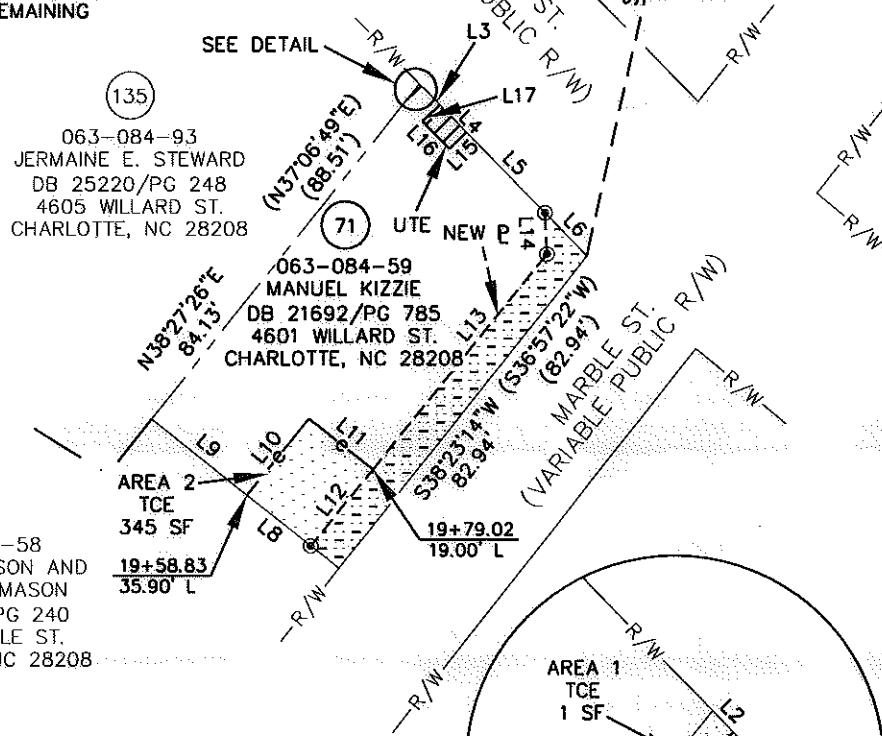 EMAINING
SEE DETAIL
R/W
L3
ST.
PUBLIC R/W)
R/W
135
063-084-93
JERMAINE E. STEWARD
DB 25220/PG 248
4605 WILLARD ST.
CHARLOTTE, NC 28208
(N37°06'49"E)
(88.51')
L17
L4
L16
L15
L5
UTE
L14
L6
R/W
R/W
71
063-084-59
MANUEL KIZZIE
DB 21692/PG 785
4601 WILLARD ST.
CHARLOTTE, NC 28208
NEW PL
N38°27'26"E
84.13'
L13
S38°23'14"W (S36°57'22"W)
82.94' (82.94')
MARBLE ST.
(VARIABLE PUBLIC R/W)
R/W
L9
L10
L11
AREA 2
TCE
345 SF
L12
L8
19+79.02
19.00' L
19+58.83
35.90' L
-58
SON AND
MASON
PG 240
LE ST.
NC 28208
R/W
R/W
R/W
AREA 1
TCE
1 SF
L2